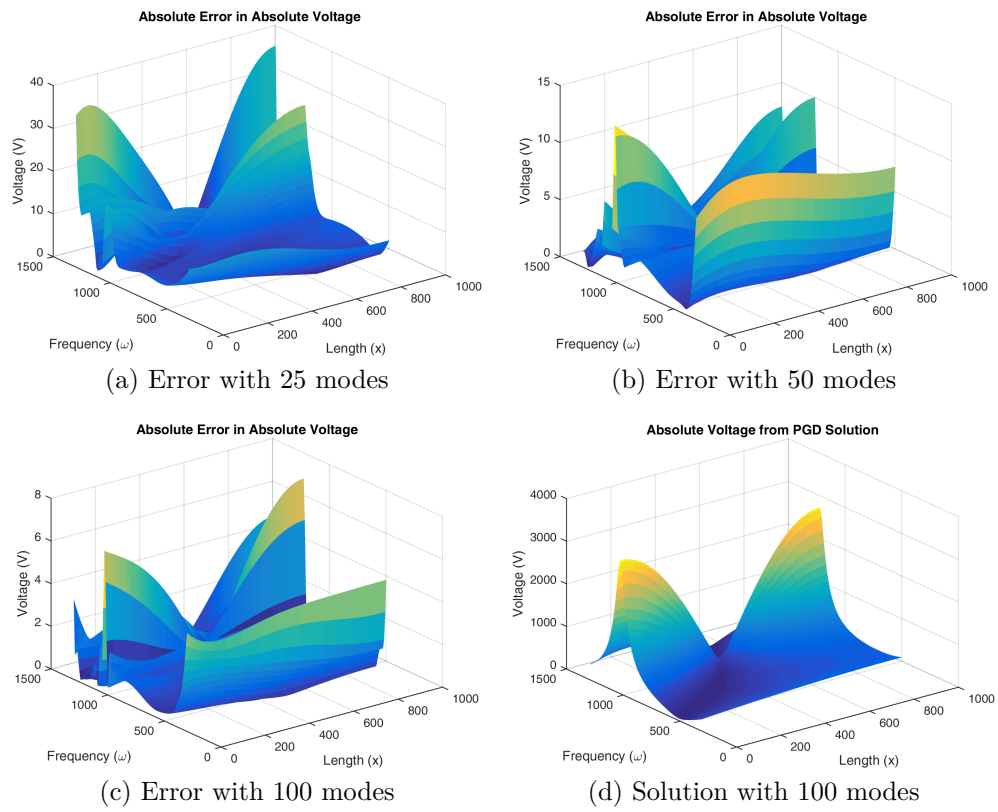 Absolute Error in Absolute Voltage
40
30
20
10
0
Voltage (V)
1500
1000
500
0
Frequency (ω)
0
200
400
600
800
1000
Length (x)
(a) Error with 25 modes
Absolute Error in Absolute Voltage
15
10
5
0
Voltage (V)
1500
1000
500
0
Frequency (ω)
0
200
400
600
800
1000
Length (x)
(b) Error with 50 modes
Absolute Error in Absolute Voltage
8
6
4
2
0
Voltage (V)
1500
1000
500
0
Frequency (ω)
0
200
400
600
800
1000
Length (x)
(c) Error with 100 modes
Absolute Voltage from PGD Solution
4000
3000
2000
1000
0
Voltage (V)
1500
1000
500
0
Frequency (ω)
0
200
400
600
800
1000
Length (x)
(d) Solution with 100 modes